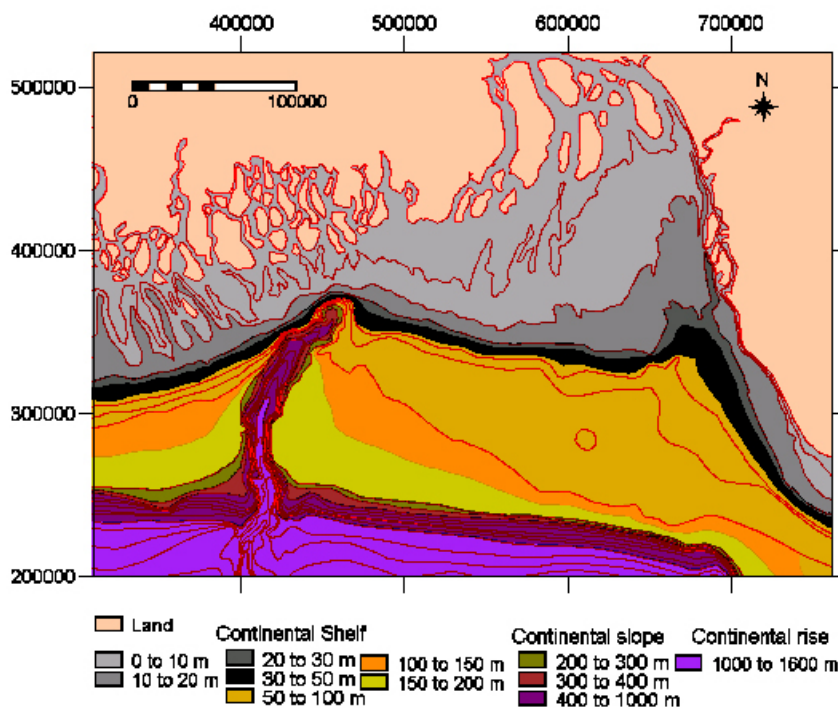 400000 500000 600000 700000
500000
0 100000
N
400000
300000
200000
Land
0 to 10 m
10 to 20 m
Continental Shelf
20 to 30 m
30 to 50 m
50 to 100 m
100 to 150 m
150 to 200 m
Continental slope
200 to 300 m
300 to 400 m
400 to 1000 m
Continental rise
1000 to 1600 m